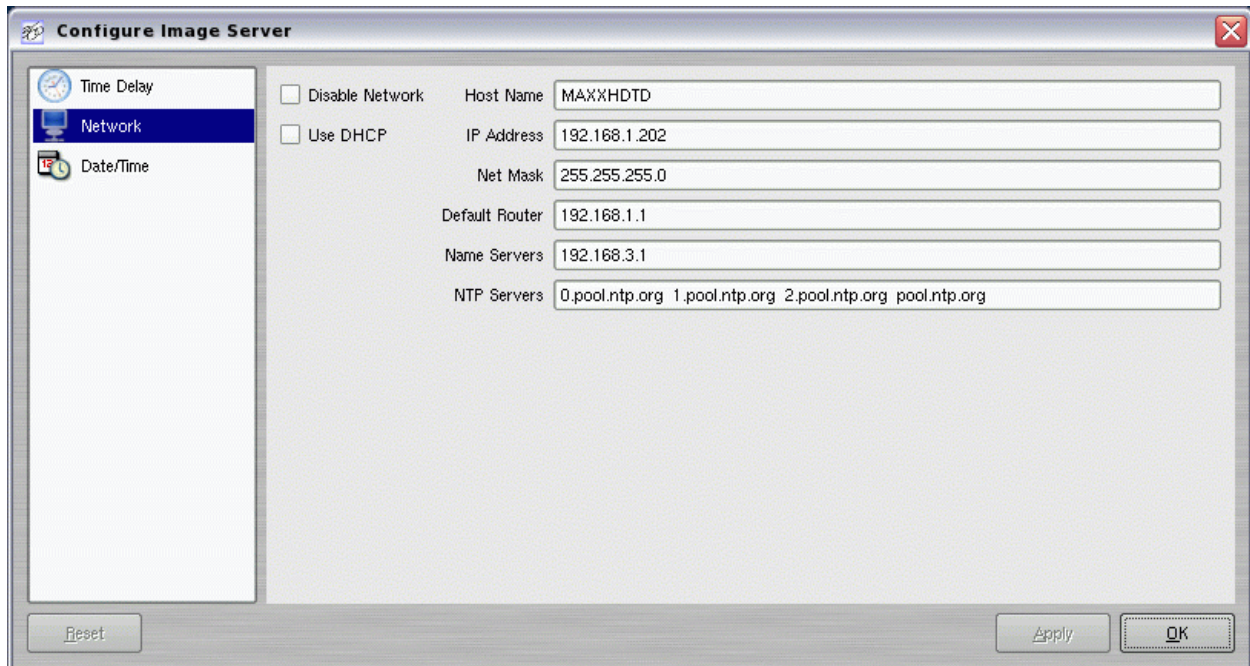 Configure Image Server
Time Delay
Network
Date/Time
Disable Network Host Name MAXXHDTD
Use DHCP IP Address 192.168.1.202
Net Mask 255.255.255.0
Default Router 192.168.1.1
Name Servers 192.168.3.1
NTP Servers 0.pool.ntp.org 1.pool.ntp.org 2.pool.ntp.org pool.ntp.org
Reset Apply OK